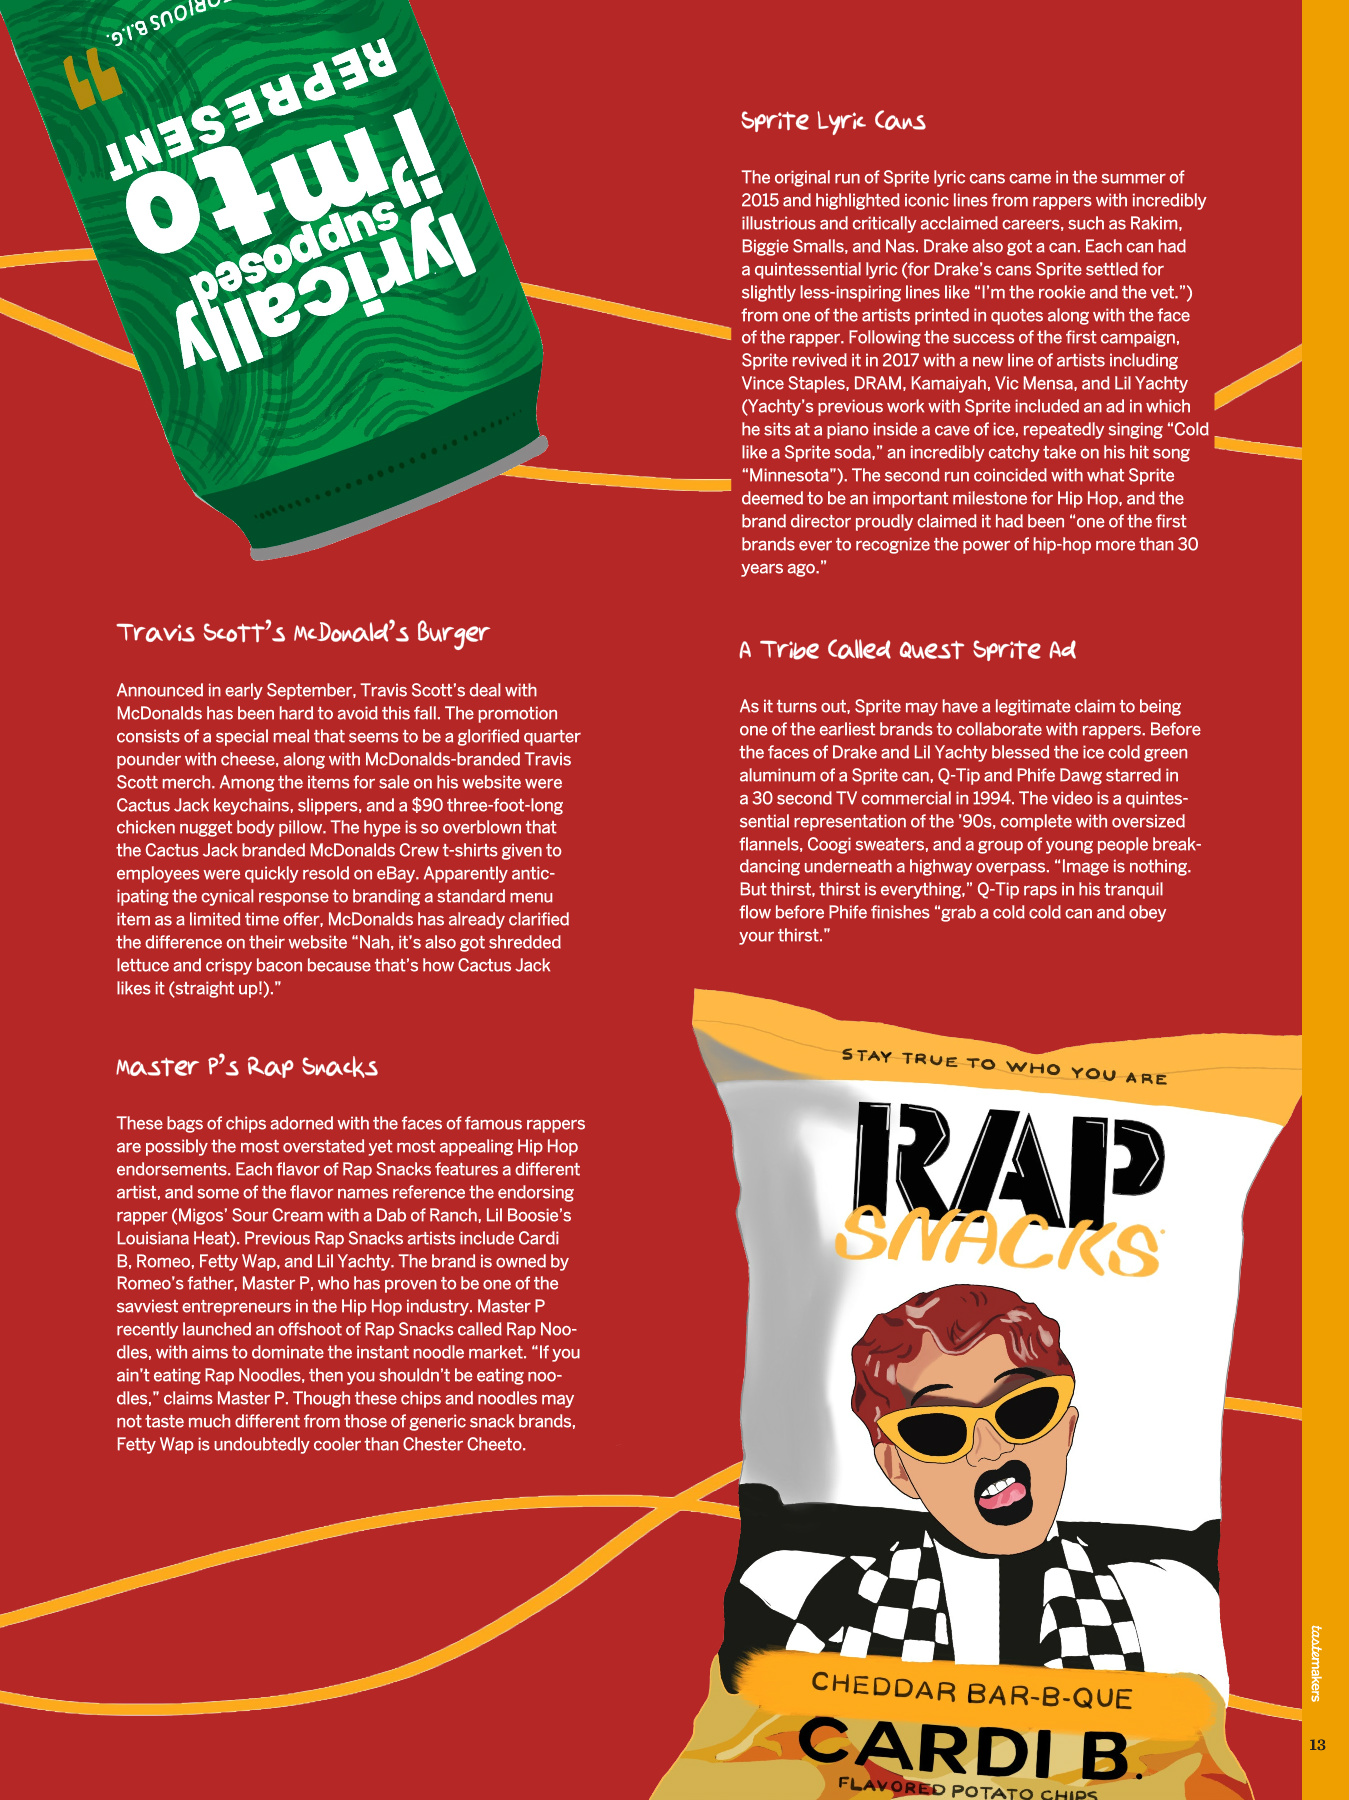 ORIOUS B.I.G.
“
REPRESENT
i'm to
supposed
lyrically
Travis Scott’s McDonald’s Burger
Announced in early September, Travis Scott’s deal with
McDonalds has been hard to avoid this fall. The promotion
consists of a special meal that seems to be a glorified quarter
pounder with cheese, along with McDonalds-branded Travis
Scott merch. Among the items for sale on his website were
Cactus Jack keychains, slippers, and a $90 three-foot-long
chicken nugget body pillow. The hype is so overblown that
the Cactus Jack branded McDonalds Crew t-shirts given to
employees were quickly resold on eBay. Apparently antic-
ipating the cynical response to branding a standard menu
item as a limited time offer, McDonalds has already clarified
the difference on their website “Nah, it’s also got shredded
lettuce and crispy bacon because that’s how Cactus Jack
likes it (straight up!).”
Master P’s Rap Snacks
These bags of chips adorned with the faces of famous rappers
are possibly the most overstated yet most appealing Hip Hop
endorsements. Each flavor of Rap Snacks features a different
artist, and some of the flavor names reference the endorsing
rapper (Migos’ Sour Cream with a Dab of Ranch, Lil Boosie’s
Louisiana Heat). Previous Rap Snacks artists include Cardi
B, Romeo, Fetty Wap, and Lil Yachty. The brand is owned by
Romeo’s father, Master P, who has proven to be one of the
savviest entrepreneurs in the Hip Hop industry. Master P
recently launched an offshoot of Rap Snacks called Rap Noo-
dles, with aims to dominate the instant noodle market. “If you
ain’t eating Rap Noodles, then you shouldn’t be eating noo-
dles,” claims Master P. Though these chips and noodles may
not taste much different from those of generic snack brands,
Fetty Wap is undoubtedly cooler than Chester Cheeto.
Sprite Lyric Cans
The original run of Sprite lyric cans came in the summer of
2015 and highlighted iconic lines from rappers with incredibly
illustrious and critically acclaimed careers, such as Rakim,
Biggie Smalls, and Nas. Drake also got a can. Each can had
a quintessential lyric (for Drake’s cans Sprite settled for
slightly less-inspiring lines like “I’m the rookie and the vet.”)
from one of the artists printed in quotes along with the face
of the rapper. Following the success of the first campaign,
Sprite revived it in 2017 with a new line of artists including
Vince Staples, DRAM, Kamaiyah, Vic Mensa, and Lil Yachty
(Yachty’s previous work with Sprite included an ad in which
he sits at a piano inside a cave of ice, repeatedly singing “Cold
like a Sprite soda,” an incredibly catchy take on his hit song
“Minnesota”). The second run coincided with what Sprite
deemed to be an important milestone for Hip Hop, and the
brand director proudly claimed it had been “one of the first
brands ever to recognize the power of hip-hop more than 30
years ago.”
A Tribe Called Quest Sprite Ad
As it turns out, Sprite may have a legitimate claim to being
one of the earliest brands to collaborate with rappers. Before
the faces of Drake and Lil Yachty blessed the ice cold green
aluminum of a Sprite can, Q-Tip and Phife Dawg starred in
a 30 second TV commercial in 1994. The video is a quintes-
sential representation of the ’90s, complete with oversized
flannels, Coogi sweaters, and a group of young people break-
dancing underneath a highway overpass. “Image is nothing.
But thirst, thirst is everything,” Q-Tip raps in his tranquil
flow before Phife finishes “grab a cold cold can and obey
your thirst.”
STAY TRUE TO WHO YOU ARE
RAP
SNACKS
CHEDDAR BAR-B-QUE
CARDI B.
FLAVORED POTATO CHIPS
tastemakers
13